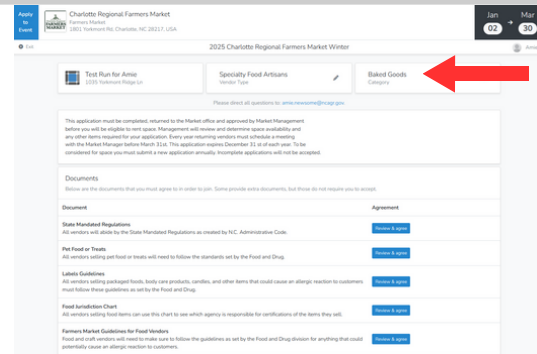 Apply
to
Event
Charlotte Regional Farmers Market
Farmers Market
1801 Yorkmont Rd, Charlotte, NC 28217, USA
Jan
02
Mar
30
Exit
2025 Charlotte Regional Farmers Market Winter
Amie
Test Run for Amie
1035 Yorkmont Ridge Ln
Specialty Food Artisans
Vendor Type
Baked Goods
Category
Please direct all questions to: amie.newsome@ncagr.gov
This application must be completed, returned to the Market office and approved by Market Management
before you will be eligible to rent space. Management will review and determine space availability and
any other items required for your application. Every year returning vendors must schedule a meeting
with the Market Manager before March 31st. This application expires December 31 st of each year. To be
considered for space you must submit a new application annually. Incomplete applications will not be accepted.
Documents
Below are the documents that you must agree to in order to join. Some provide extra documents, but those do not require you to accept.
Document
Agreement
State Mandated Regulations
All vendors will abide by the State Mandated Regulations as created by N.C. Administrative Code.
Review & agree
Pet Food or Treats
All vendors selling pet food or treats will need to follow the standards set by the Food and Drug.
Review & agree
Labels Guidelines
All vendors selling packaged foods, body care products, candles, and other items that could cause an allergic reaction to customers
must follow these guidelines as set by the Food and Drug.
Review & agree
Food Jurisdiction Chart
All vendors selling food items can use this chart to see which agency is responsible for certifications of the items they sell.
Review & agree
Farmers Market Guidelines for Food Vendors
Food and craft vendors will need to make sure to follow the guidelines as set by the Food and Drug division for anything that could
potentially cause an allergic reaction to customers.
Review & agree